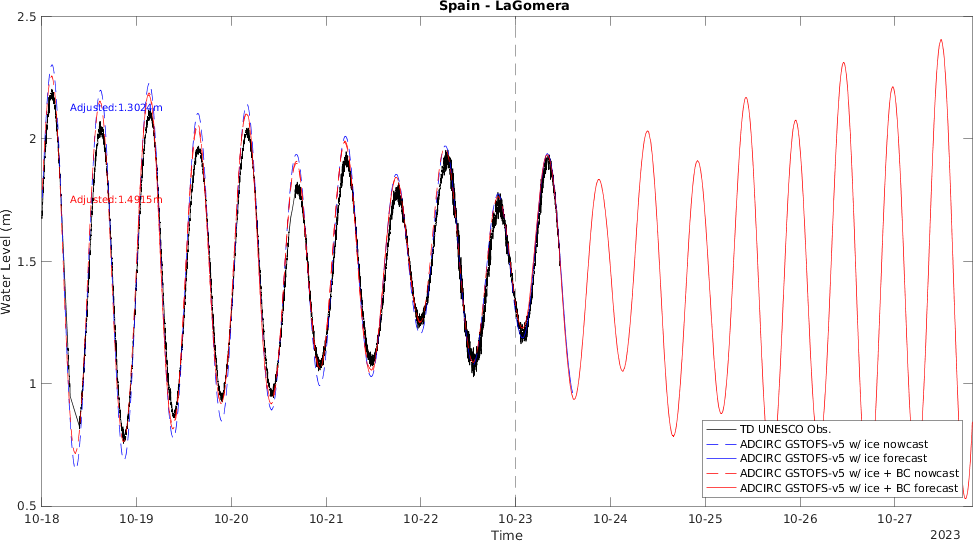 Spain - LaGomera
2.5
2
1.5
1
0.5
Water Level (m)
Adjusted:1.3024m
Adjusted:1.4915m
TD UNESCO Obs.
ADCIRC GSTOFS-v5 w/ ice nowcast
ADCIRC GSTOFS-v5 w/ ice forecast
ADCIRC GSTOFS-v5 w/ ice + BC nowcast
ADCIRC GSTOFS-v5 w/ ice + BC forecast
10-18 10-19 10-20 10-21 10-22 10-23 10-24 10-25 10-26 10-27
Time
2023